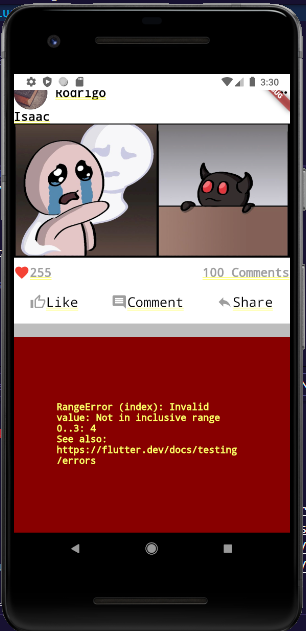 3:30
Rodrigo
Isaac
255
100 Comments
Like
Comment
Share
RangeError (index): Invalid
value: Not in inclusive range
0..3: 4
See also:
https://flutter.dev/docs/testing
/errors